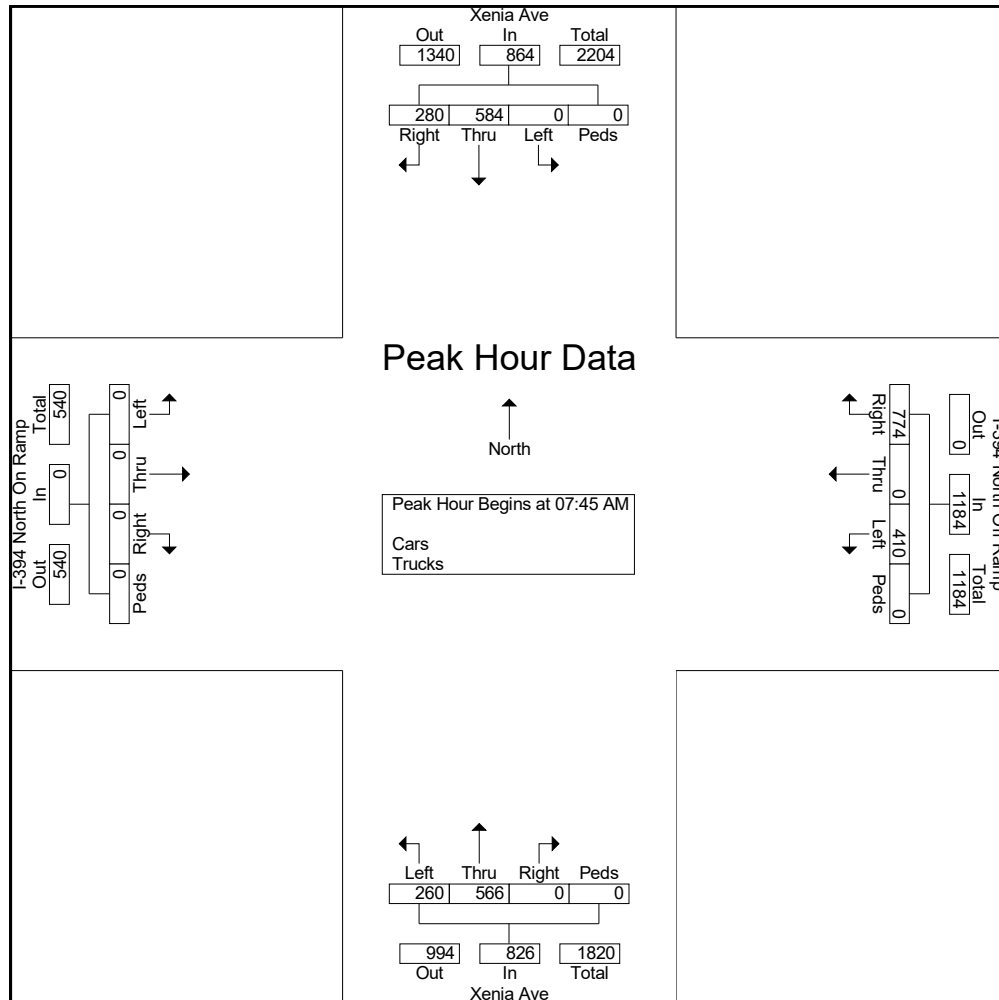 Xenia Ave
Out In Total
1340 864 2204
280 584 0 0
Right Thru Left Peds
Peak Hour Data
North
Peak Hour Begins at 07:45 AM
Cars
Trucks
I-394 North On Ramp
Total In Out
540 0 540
0 0 0 0
Left Thru Right Peds
I-394 North On Ramp
Out In Total
0 1184 1184
774 0 410 0
Right Thru Left Peds
Left Thru Right Peds
260 566 0 0
994 826 1820
Out In Total
Xenia Ave